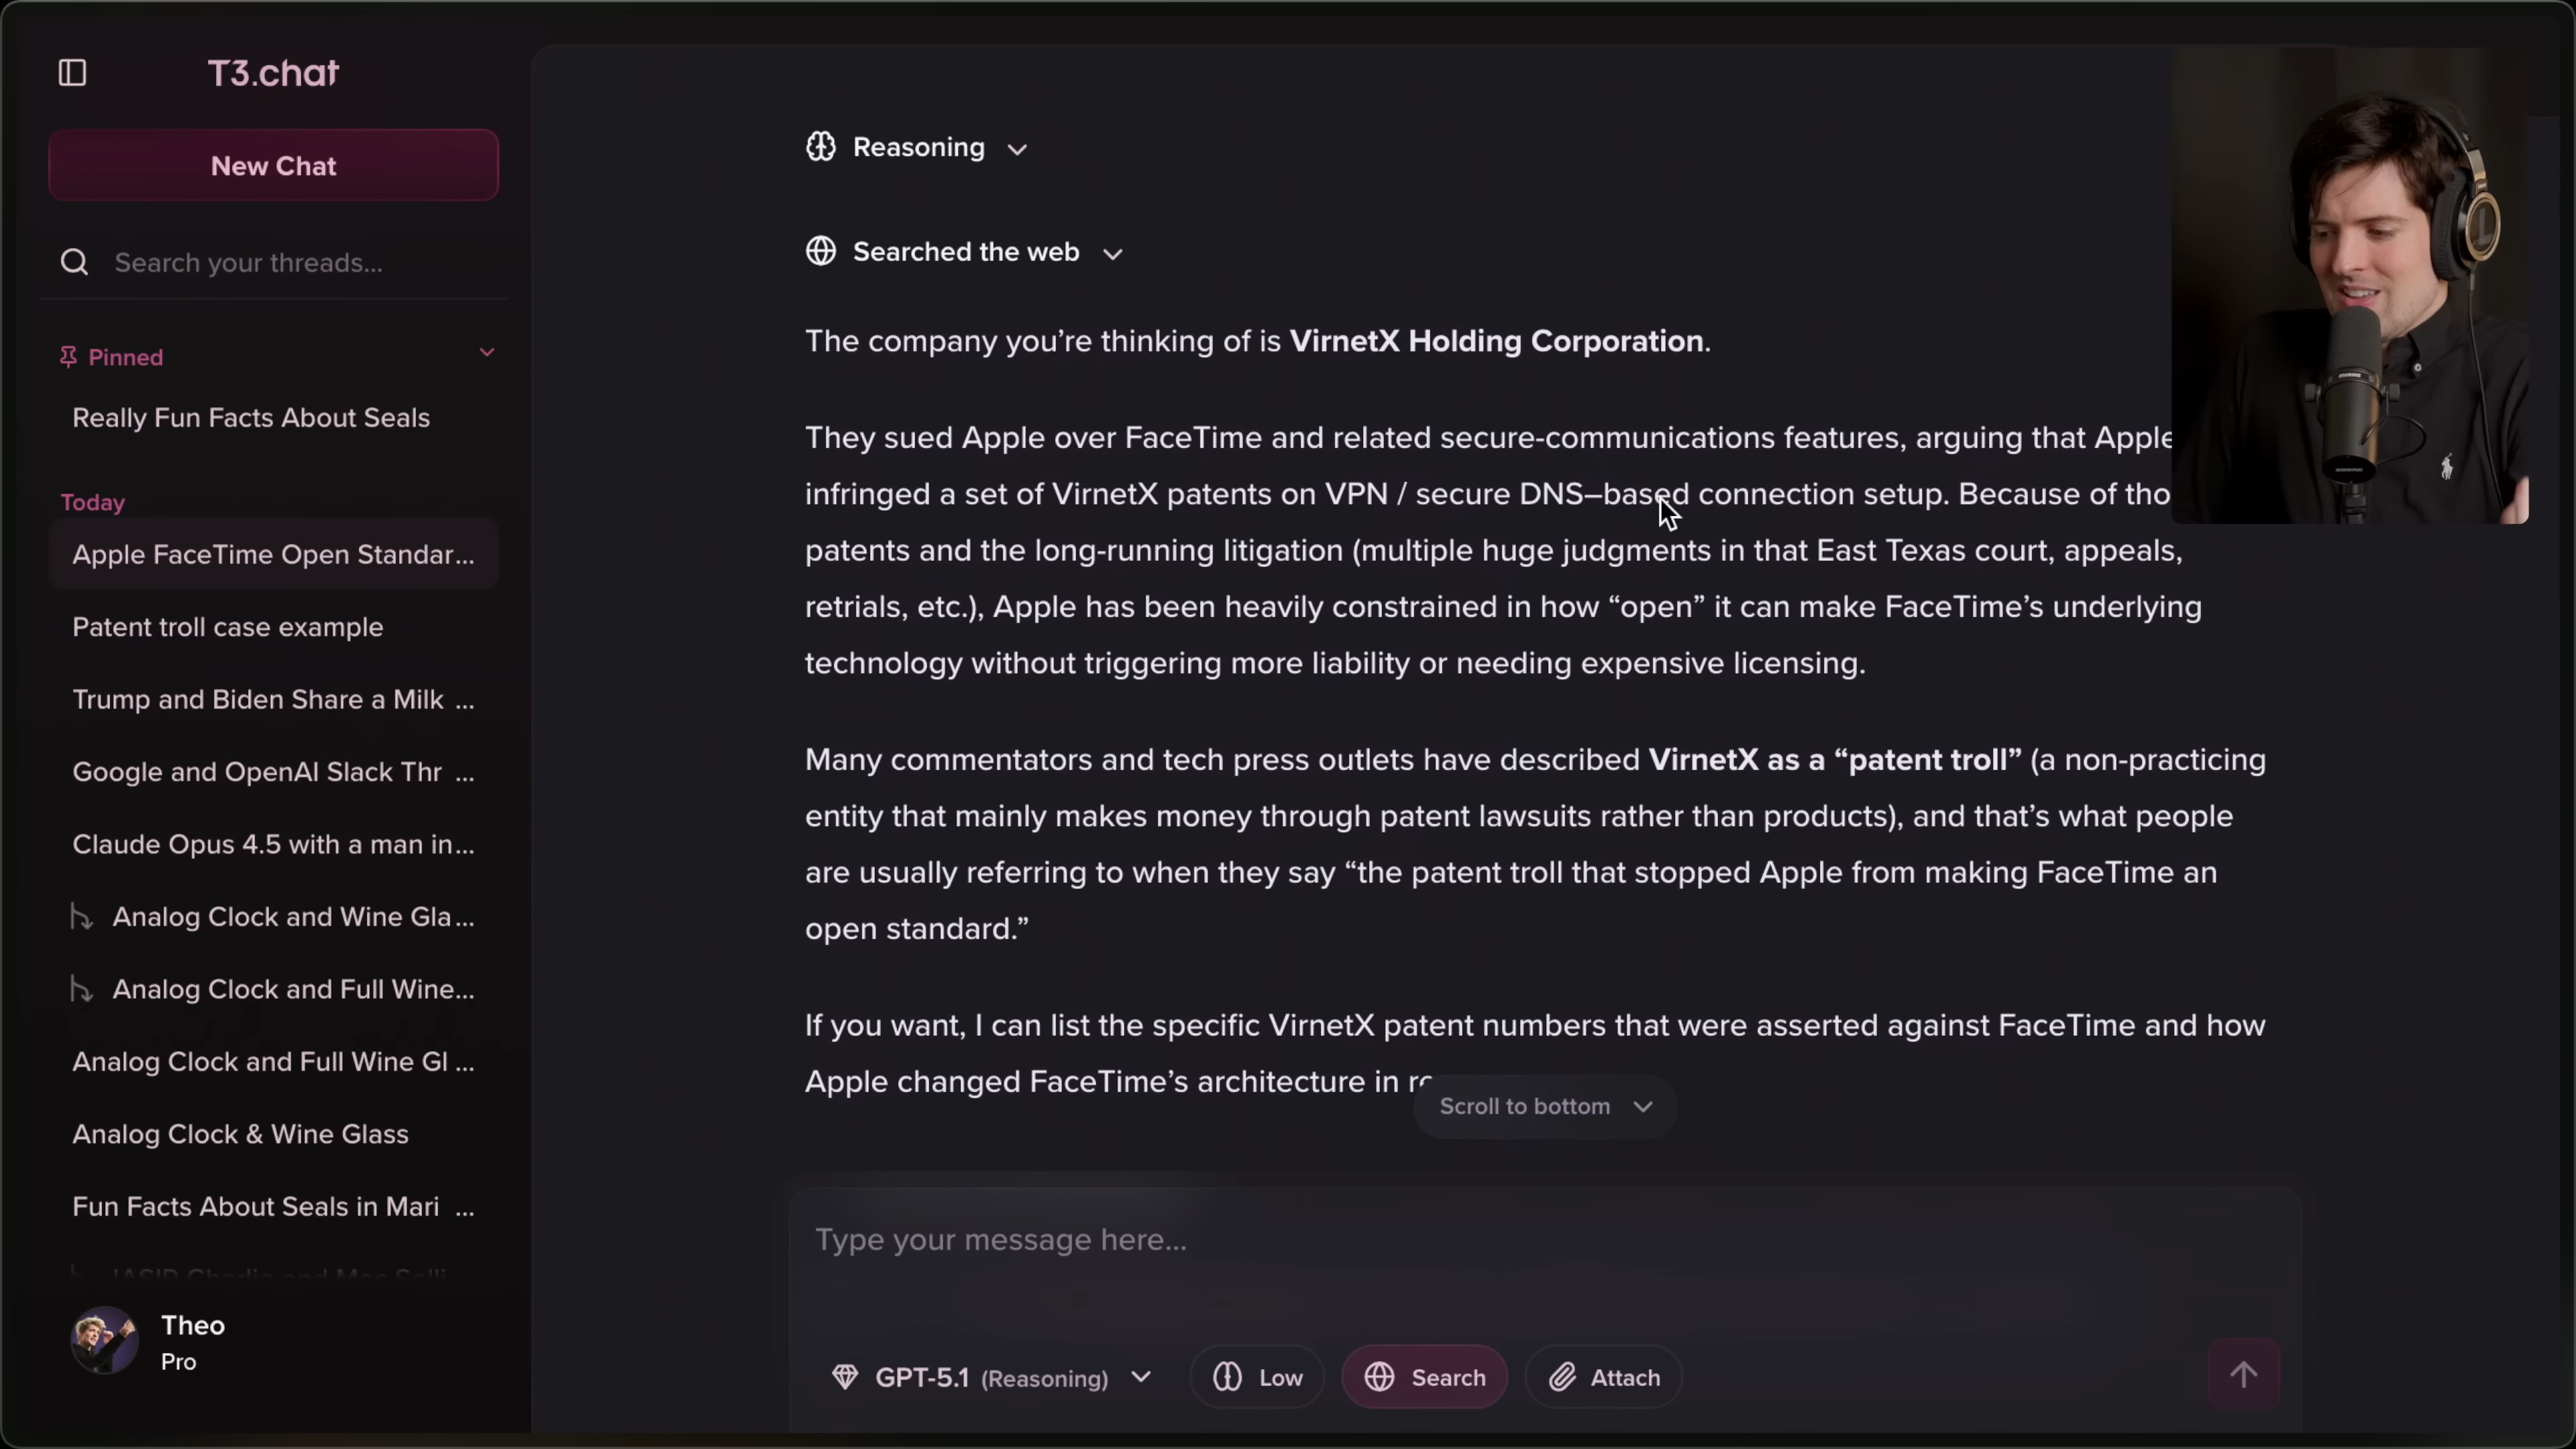 T3.chat
New Chat
Search your threads...
Pinned
Really Fun Facts About Seals
Today
Apple FaceTime Open Standar...
Patent troll case example
Trump and Biden Share a Milk ...
Google and OpenAI Slack Thr ...
Claude Opus 4.5 with a man in...
Analog Clock and Wine Gla...
Analog Clock and Full Wine...
Analog Clock and Full Wine Gl ...
Analog Clock & Wine Glass
Fun Facts About Seals in Mari ...
Theo
Pro
Reasoning
Searched the web
The company you’re thinking of is VirnetX Holding Corporation.
They sued Apple over FaceTime and related secure-communications features, arguing that Apple
infringed a set of VirnetX patents on VPN / secure DNS–based connection setup. Because of tho
patents and the long-running litigation (multiple huge judgments in that East Texas court, appeals,
retrials, etc.), Apple has been heavily constrained in how “open” it can make FaceTime’s underlying
technology without triggering more liability or needing expensive licensing.
Many commentators and tech press outlets have described VirnetX as a “patent troll” (a non-practicing
entity that mainly makes money through patent lawsuits rather than products), and that’s what people
are usually referring to when they say “the patent troll that stopped Apple from making FaceTime an
open standard.”
If you want, I can list the specific VirnetX patent numbers that were asserted against FaceTime and how
Apple changed FaceTime’s architecture in
Scroll to bottom
Type your message here...
GPT-5.1 (Reasoning)
Low
Search
Attach